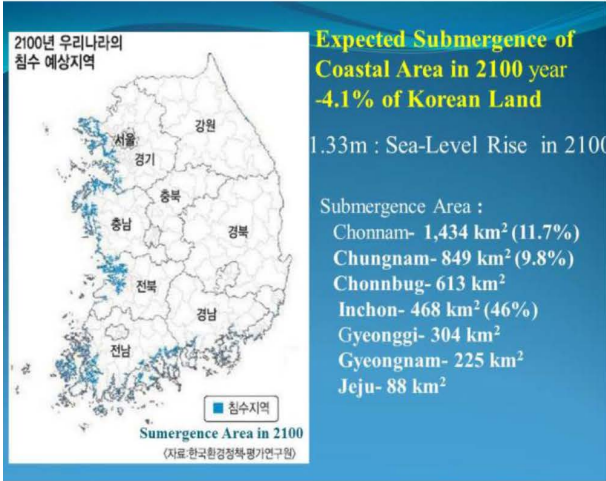 2100년 우리나라의
침수 예상지역
서울
경기
강원
충북
충남
경북
전북
경남
전남
침수지역
Sumergence Area in 2100
〈자료:한국환경정책·평가연구원〉
Expected Submergence of
Coastal Area in 2100 year
-4.1% of Korean Land
1.33m : Sea-Level Rise in 2100
Submergence Area :
Chonnam- 1,434 km² (11.7%)
Chungnam- 849 km² (9.8%)
Chonnbug- 613 km²
Inchon- 468 km² (46%)
Gyeonggi- 304 km²
Gyeongnam- 225 km²
Jeju- 88 km²